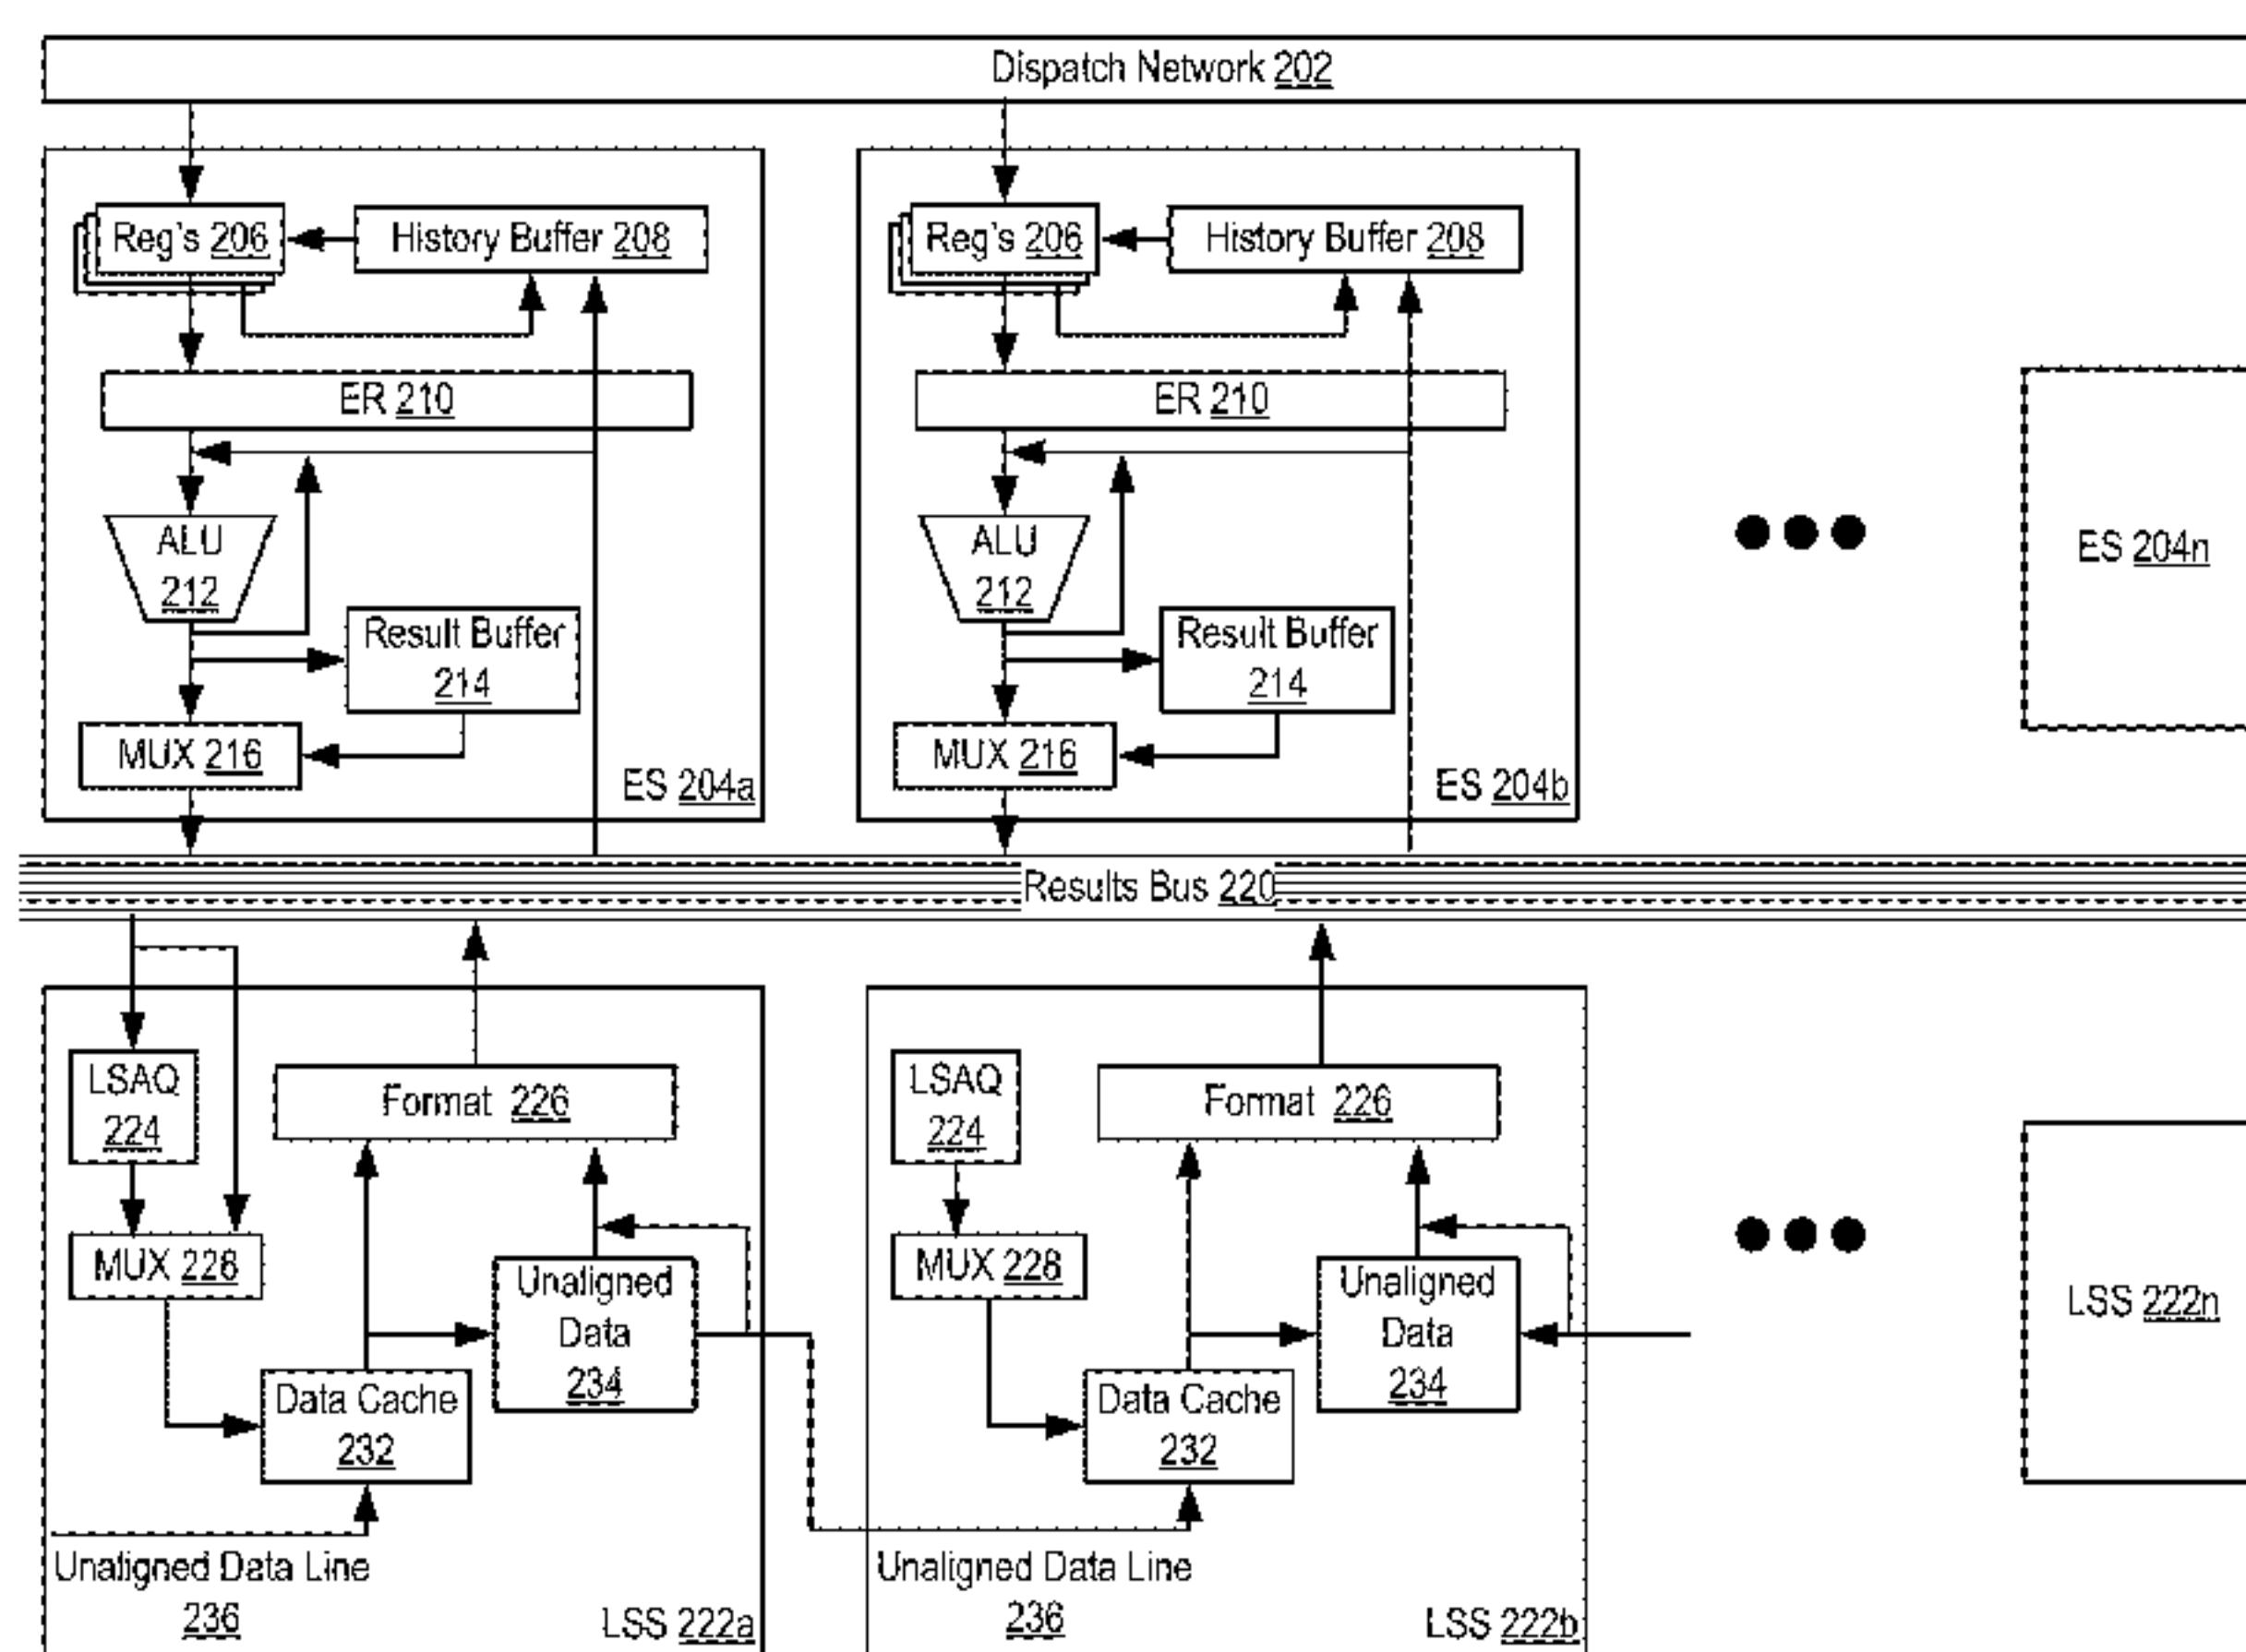 Dispatch Network 202
Reg's 206
History Buffer 208
ER 210
ALU
212
Result Buffer
214
MUX 216
ES 204a
Reg's 206
History Buffer 208
ER 210
ALU
212
Result Buffer
214
MUX 216
ES 204b
ES 204n
Results Bus 220
LSAQ
224
Format 226
MUX 228
Unaligned
Data
234
Data Cache
232
Unaligned Data Line
236
LSS 222a
LSAQ
224
Format 226
MUX 228
Unaligned
Data
234
Data Cache
232
Unaligned Data Line
236
LSS 222b
LSS 222n